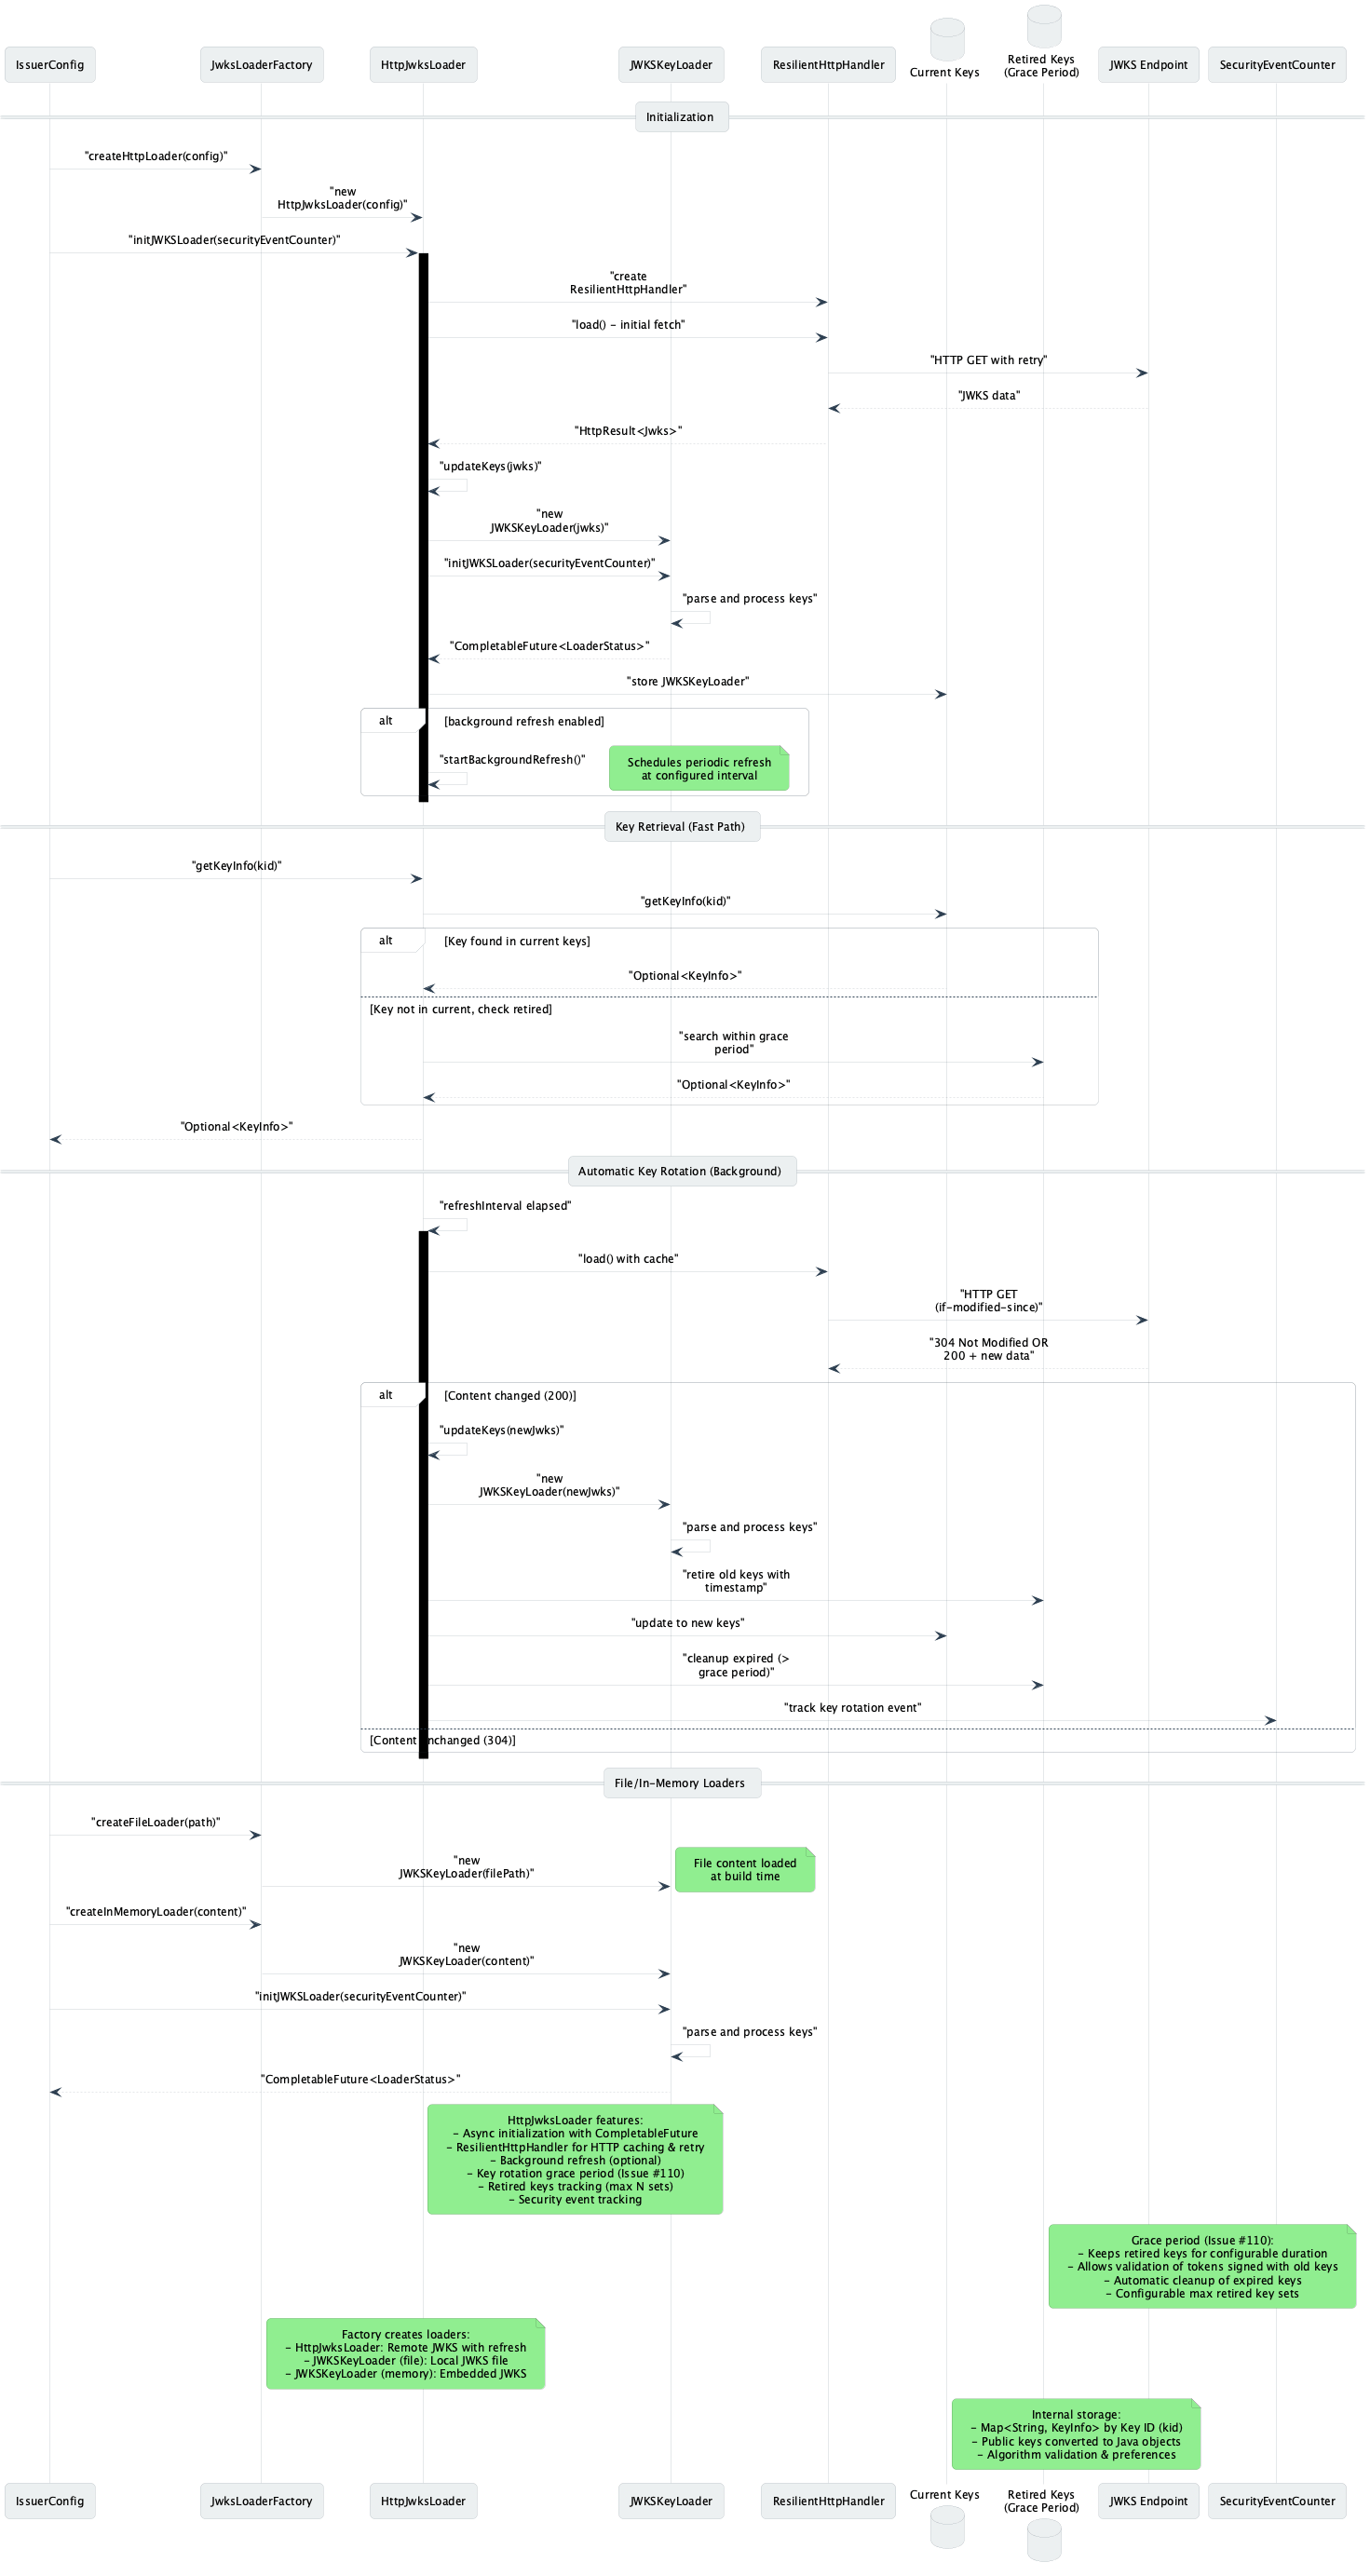 IssuerConfig
JwksLoaderFactory
HttpJwksLoader
JWKSKeyLoader
ResilientHttpHandler
Current Keys
Retired Keys
(Grace Period)
JWKS Endpoint
SecurityEventCounter
Initialization
"createHttpLoader(config)"
"new
HttpJwksLoader(config)"
"initJWKSLoader(securityEventCounter)"
"create
ResilientHttpHandler"
"load() - initial fetch"
"HTTP GET with retry"
"JWKS data"
"HttpResult<Jwks>"
"updateKeys(jwks)"
"new
JWKSKeyLoader(jwks)"
"initJWKSLoader(securityEventCounter)"
"parse and process keys"
"CompletableFuture<LoaderStatus>"
"store JWKSKeyLoader"
alt
[background refresh enabled]
"startBackgroundRefresh()"
Schedules periodic refresh
at configured interval
Key Retrieval (Fast Path)
"getKeyInfo(kid)"
"getKeyInfo(kid)"
alt
[Key found in current keys]
"Optional<KeyInfo>"
[Key not in current, check retired]
"search within grace
period"
"Optional<KeyInfo>"
"Optional<KeyInfo>"
Automatic Key Rotation (Background)
"refreshInterval elapsed"
"load() with cache"
"HTTP GET
(if-modified-since)"
"304 Not Modified OR
200 + new data"
alt
[Content changed (200)]
"updateKeys(newJwks)"
"new
JWKSKeyLoader(newJwks)"
"parse and process keys"
"retire old keys with
timestamp"
"update to new keys"
"cleanup expired (>
grace period)"
"track key rotation event"
[Content unchanged (304)]
File/In-Memory Loaders
"createFileLoader(path)"
"new
JWKSKeyLoader(filePath)"
File content loaded
at build time
"createInMemoryLoader(content)"
"new
JWKSKeyLoader(content)"
"initJWKSLoader(securityEventCounter)"
"parse and process keys"
"CompletableFuture<LoaderStatus>"
HttpJwksLoader features:
- Async initialization with CompletableFuture
- ResilientHttpHandler for HTTP caching & retry
- Background refresh (optional)
- Key rotation grace period (Issue #110)
- Retired keys tracking (max N sets)
- Security event tracking
Grace period (Issue #110):
- Keeps retired keys for configurable duration
- Allows validation of tokens signed with old keys
- Automatic cleanup of expired keys
- Configurable max retired key sets
Factory creates loaders:
- HttpJwksLoader: Remote JWKS with refresh
- JWKSKeyLoader (file): Local JWKS file
- JWKSKeyLoader (memory): Embedded JWKS
Internal storage:
- Map<String, KeyInfo> by Key ID (kid)
- Public keys converted to Java objects
- Algorithm validation & preferences
IssuerConfig
JwksLoaderFactory
HttpJwksLoader
JWKSKeyLoader
ResilientHttpHandler
Current Keys
Retired Keys
(Grace Period)
JWKS Endpoint
SecurityEventCounter